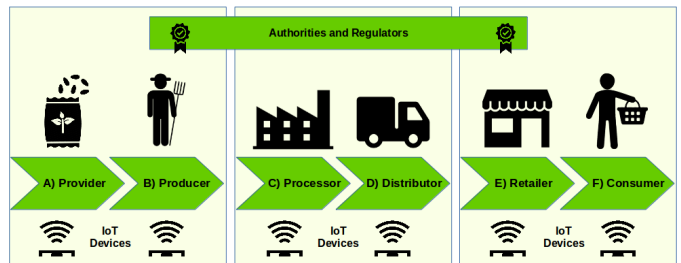 Authorities and Regulators
A) Provider
B) Producer
C) Processor
D) Distributor
E) Retailer
F) Consumer
IoT
Devices
IoT
Devices
IoT
Devices